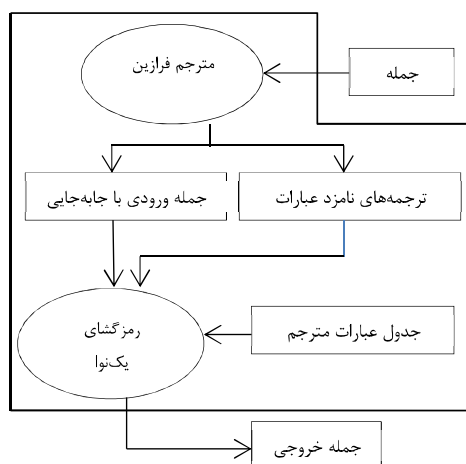 جمله
مترجم فرازین
ترجمه‌های نامزد عبارات
جمله ورودی با جابه‌جایی
جدول عبارات مترجم
رمزگشای
یک‌نوا
جمله خروجی